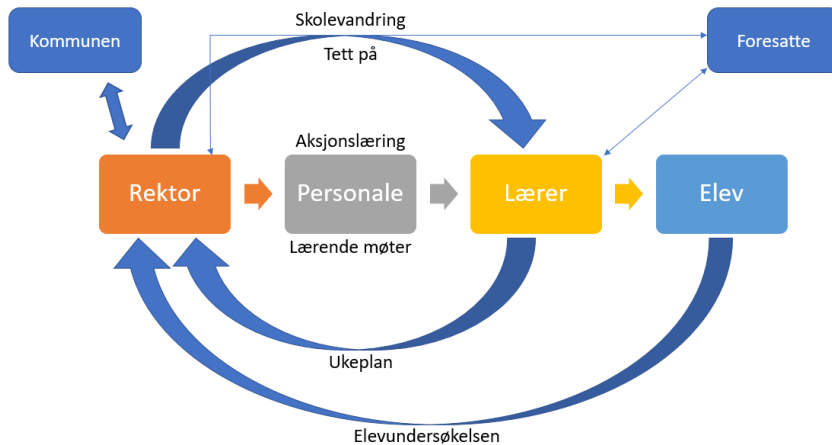 Skolevandring
Kommunen
Foresatte
Tett på
Aksjonslæring
Rektor
Personale
Lærer
Elev
Lærende møter
Ukeplan
Elevundersøkelsen